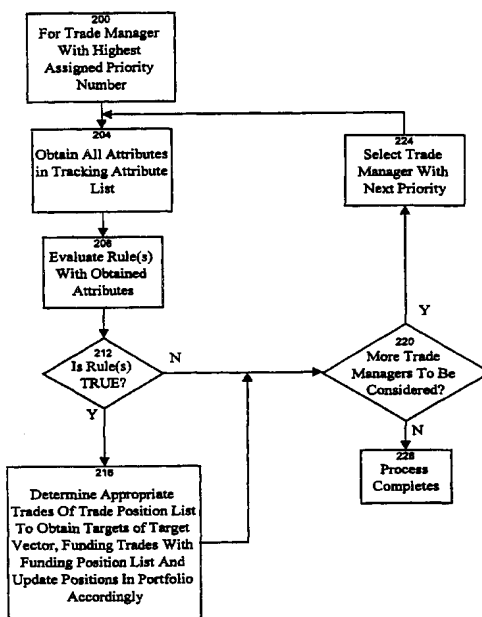 200
For Trade Manager
With Highest
Assigned Priority
Number
204
Obtain All Attributes
in Tracking Attribute
List
208
Evaluate Rule(s)
With Obtained
Attributes
212
Is Rule(s)
TRUE?
N
Y
216
Determine Appropriate
Trades Of Trade Position List
To Obtain Targets of Target
Vector, Funding Trades With
Funding Position List And
Update Positions In Portfolio
Accordingly
224
Select Trade
Manager With
Next Priority
Y
220
More Trade
Managers To Be
Considered?
N
228
Process
Completes